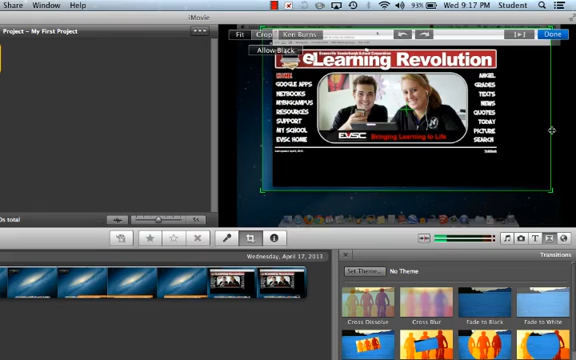 Share Window Help
93% Wed 9:17 PM Student
iMovie
Project – My First Project
Fit Crop Ken Burns Done
Allow Black
eLearning Revolution
GOOGLE APPS
NETBOOKS
MYBIGCAMPUS
RESOURCES
SUPPORT
MY SCHOOL
EVSC HOME
ANGEL
GRADES
TEXTS
NEWS
QUOTES
TODAY
PICTURE
SEARCH
EVSC Bringing Learning to Life
s total
Wednesday, April 17, 2013
Transitions
Set Theme... No Theme
Cross Dissolve Cross Blur Fade to Black Fade to White